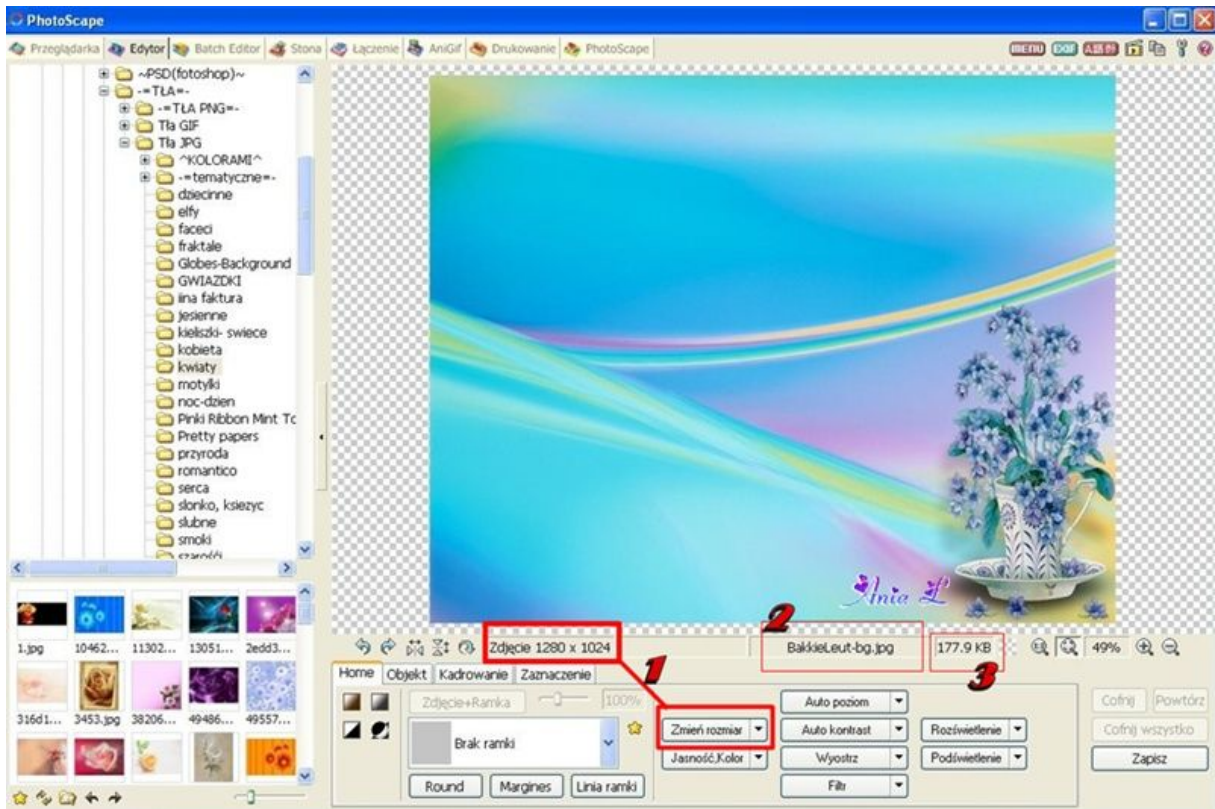 PhotoScape
Przeglądarka Edytor Batch Editor Stona Łączenie AniGif Drukowanie PhotoScape
MENU EXIF
~PSD(fotoshop)~
-=TŁA=-
-=TŁA PNG=-
Tła GIF
Tła JPG
^KOLORAMI^
-=tematyczne=-
dziecinne
elfy
faceci
fraktale
Globes-Background
GWIAZDKI
iina faktura
jesienne
kieliszki- swiece
kobieta
kwiaty
motylki
noc-dzien
Pinki Ribbon Mint Tc
Pretty papers
przyroda
romantico
serca
slonko, ksiezyc
slubne
smoki
szarośći
1.jpg 10462... 11302... 13051... 2edd3...
316d1... 3453.jpg 38206... 49486... 49557...
Ania L
2
Zdjęcie 1280 x 1024 BakkieLeut-bg.jpg 177.9 KB 49%
1 3
Home Objekt Kadrowanie Zaznaczenie
Zdjęcie+Ramka 100% Auto poziom Cofnij Powtórz
Brak ramki Zmień rozmiar Auto kontrast Rozświetlenie Cofnij wszystko
Jasność,Kolor Wyostrz Podświetlenie Zapisz
Round Margines Linia ramki Filtr